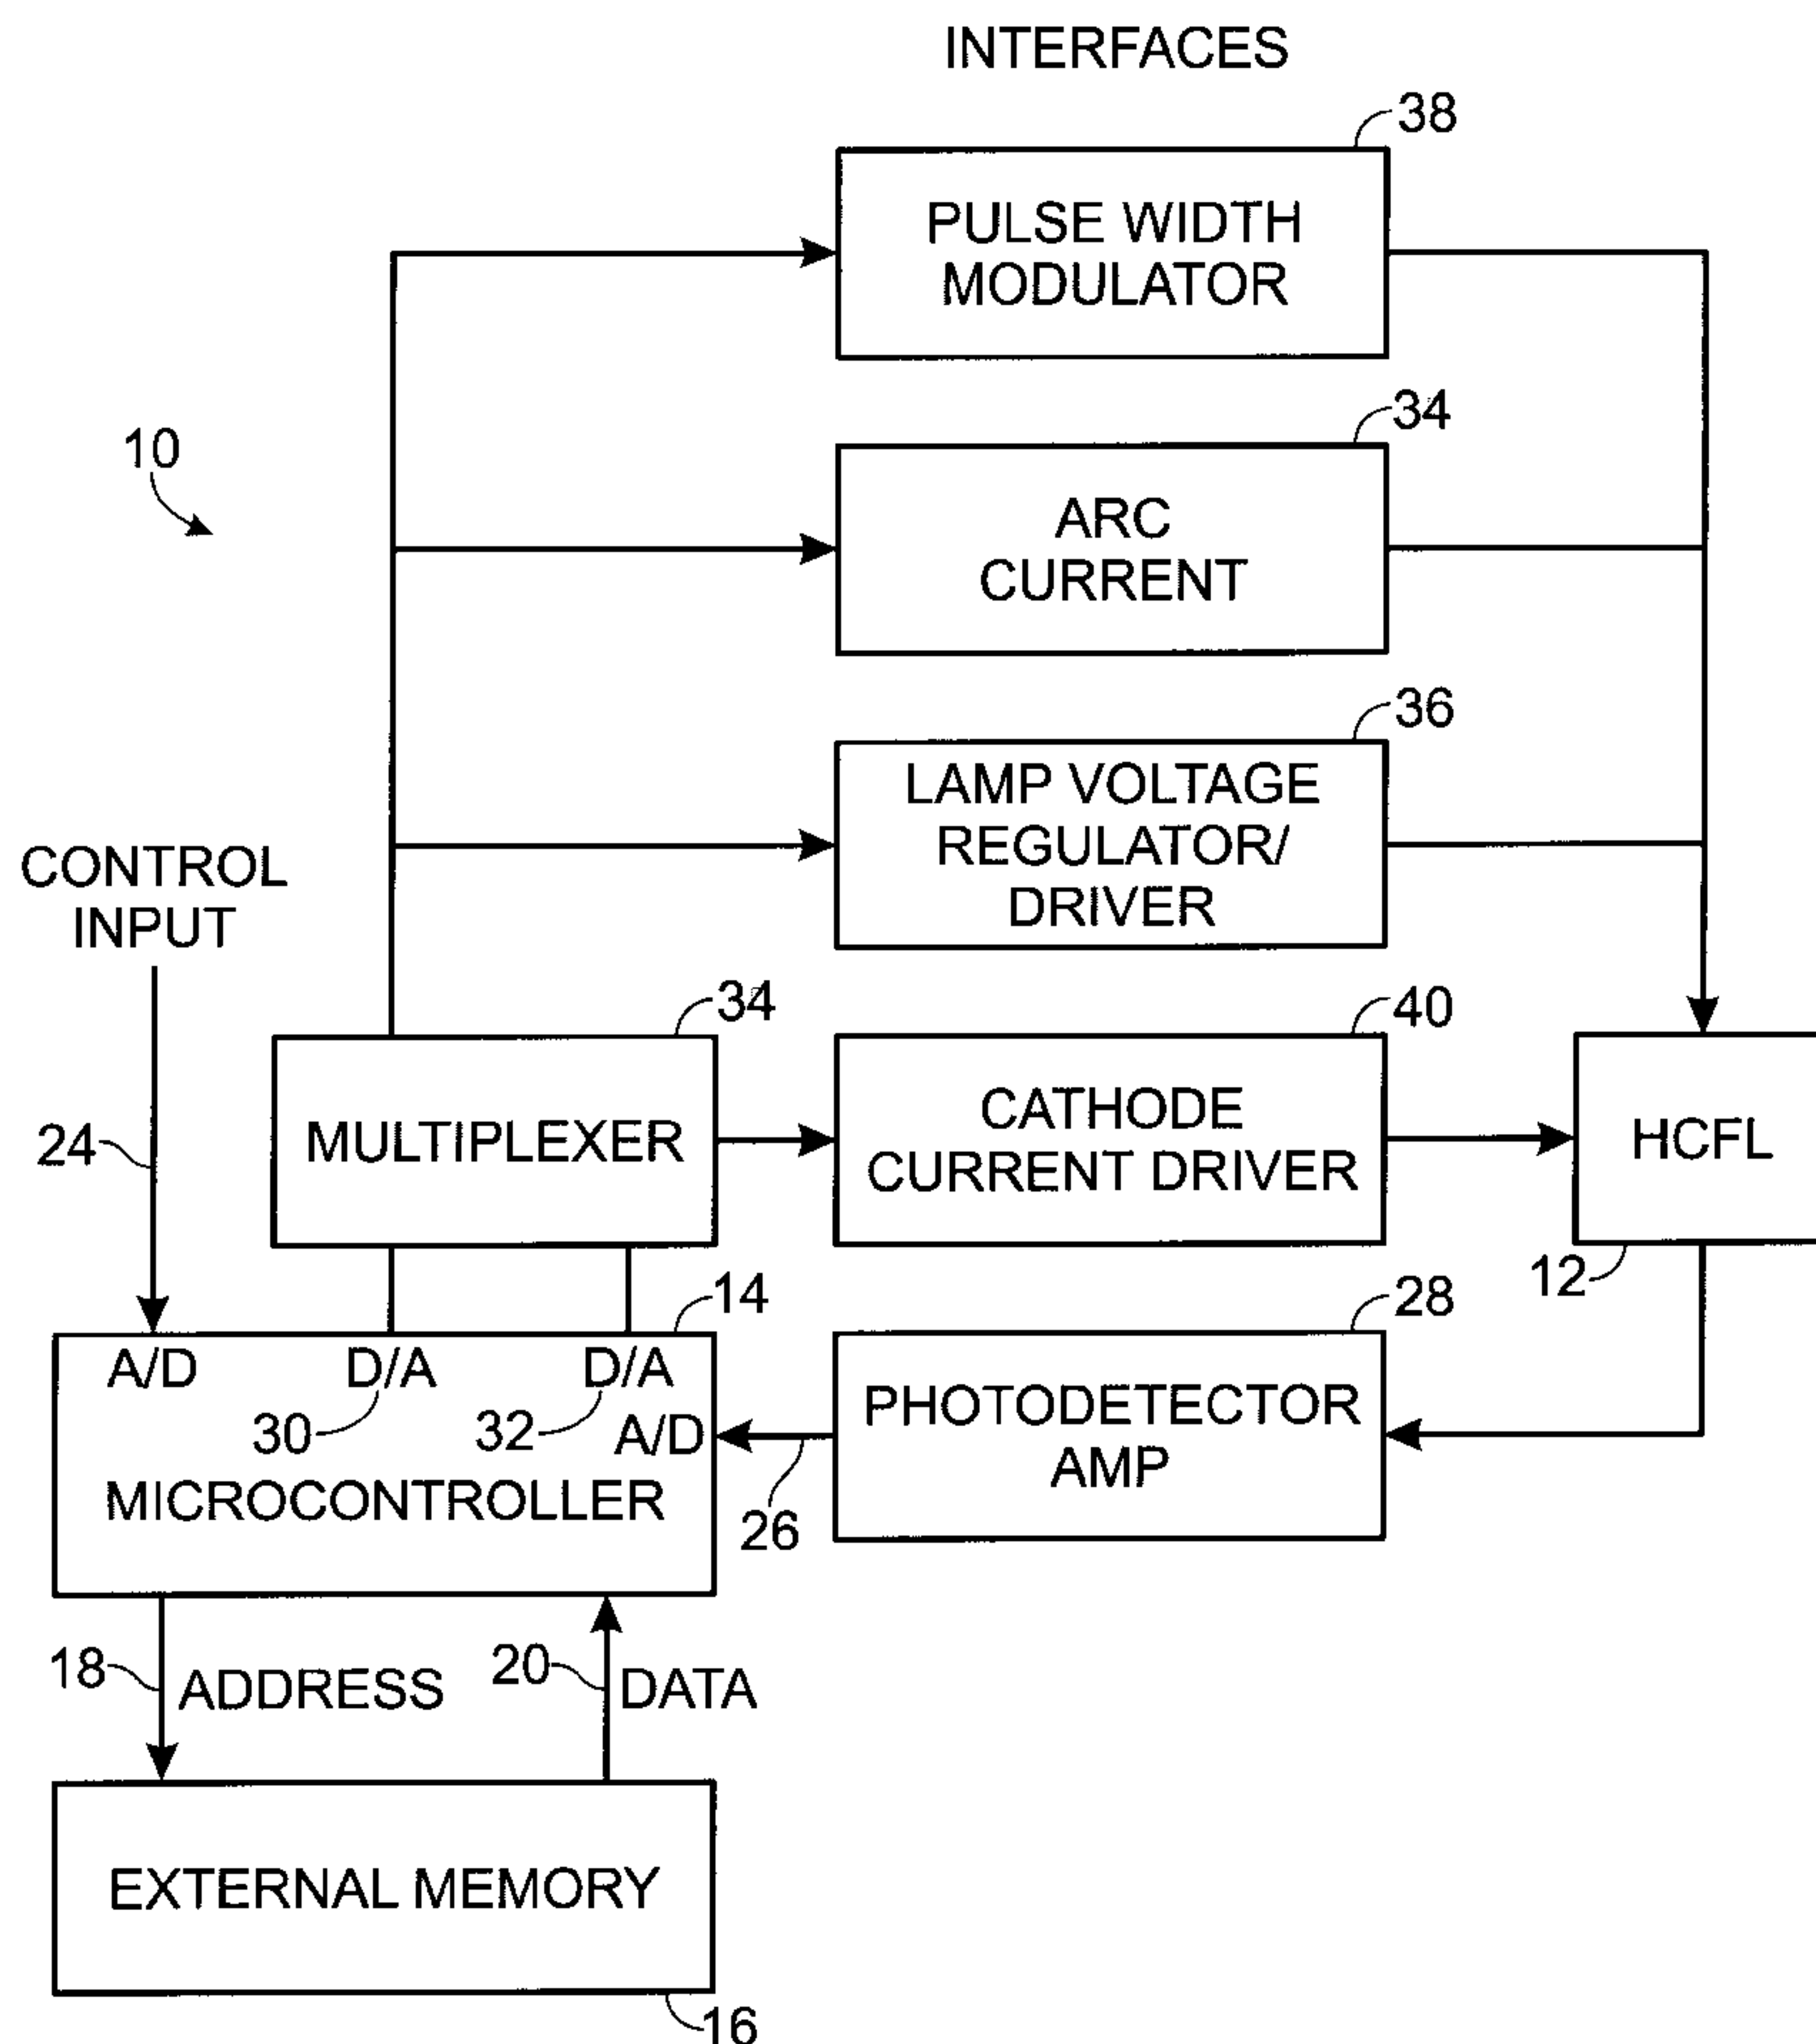 INTERFACES
38
PULSE WIDTH
MODULATOR
34
ARC
CURRENT
10
36
LAMP VOLTAGE
REGULATOR/
DRIVER
CONTROL
INPUT
34
MULTIPLEXER
40
CATHODE
CURRENT DRIVER
HCFL
12
24
14
A/D
D/A
D/A
30
32
A/D
MICROCONTROLLER
28
PHOTODETECTOR
AMP
26
18
ADDRESS
20
DATA
EXTERNAL MEMORY
16